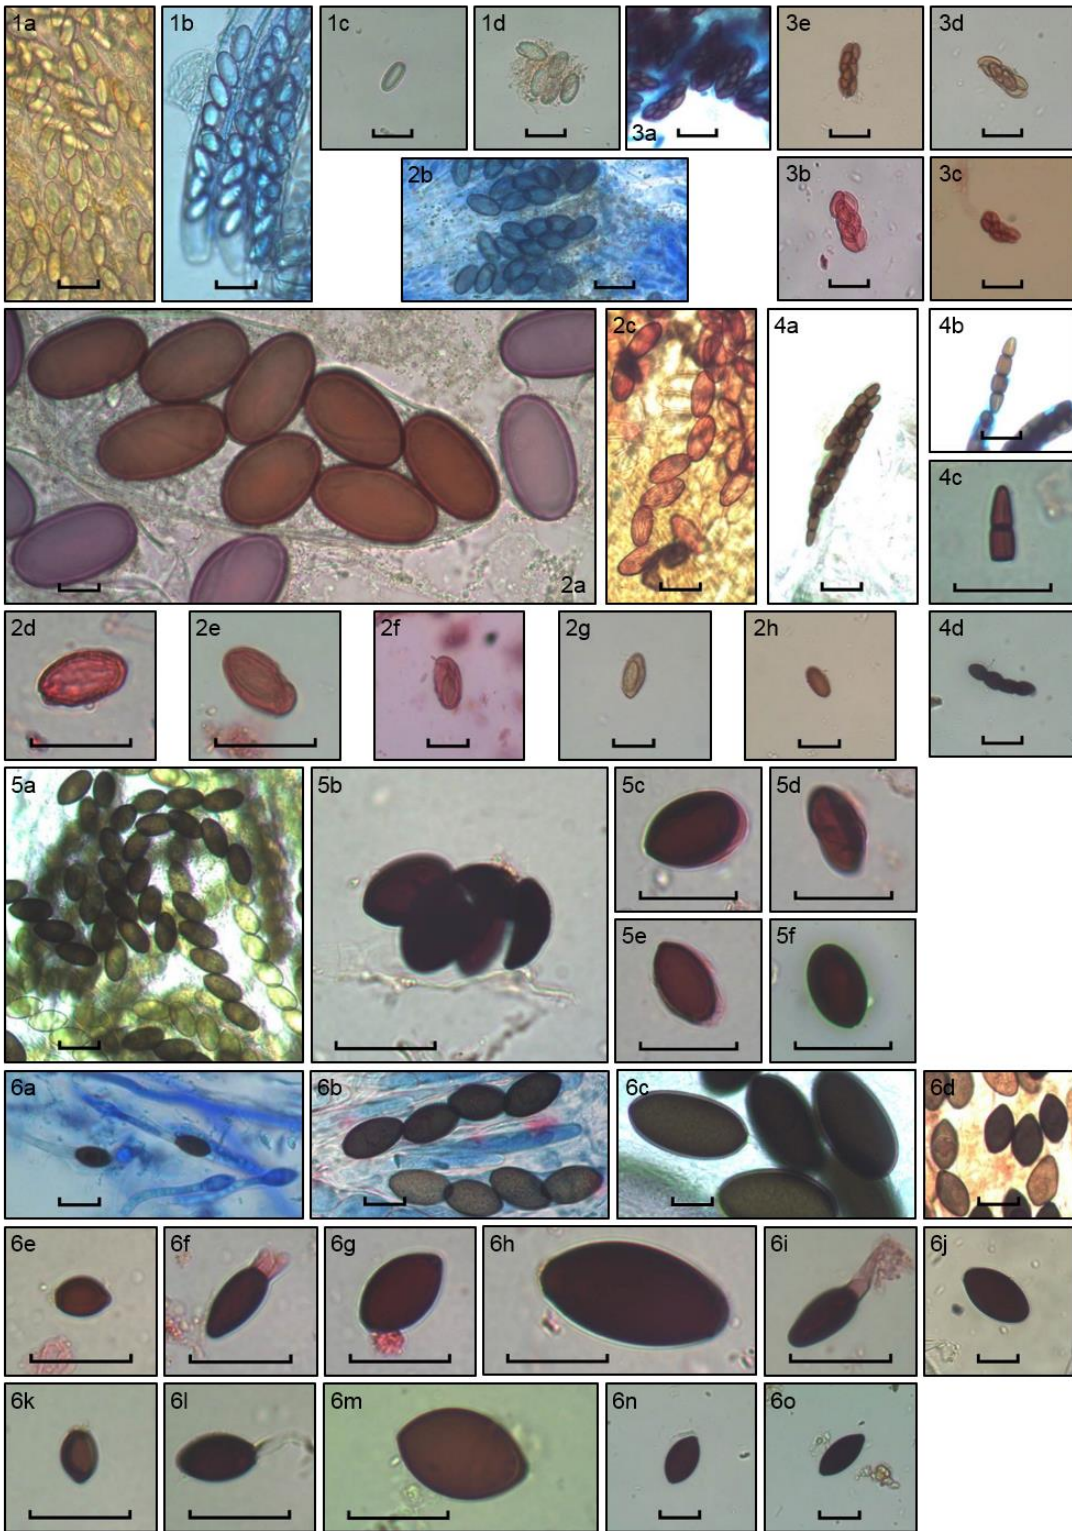 1a 1b 1c 1d 3a 3e 3d
2b 3b 3c
2a 2c 4a 4b
4c
2d 2e 2f 2g 2h 4d
5a 5b 5c 5d
5e 5f
6a 6b 6c 6d
6e 6f 6g 6h 6i 6j
6k 6l 6m 6n 6o